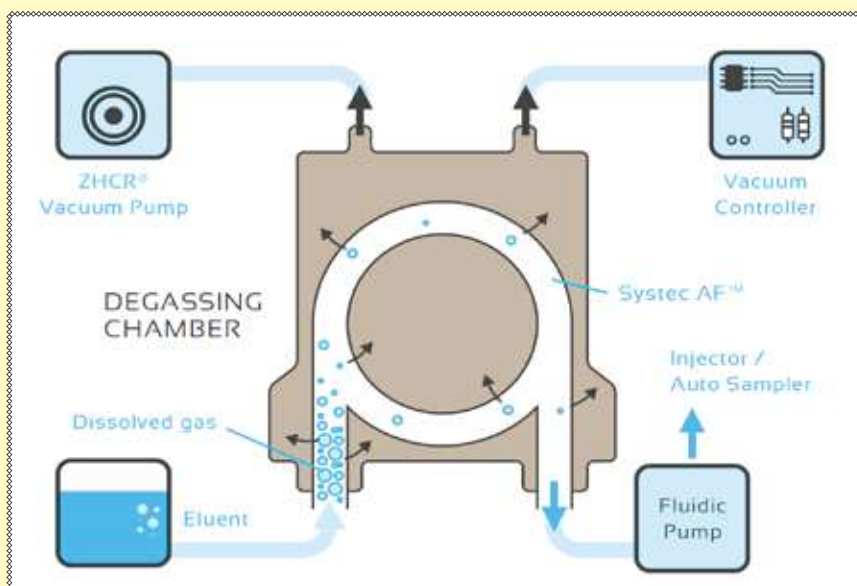 ZHCR®
Vacuum Pump
Vacuum
Controller
DEGASSING
CHAMBER
Systec AF™
Injector /
Auto Sampler
Dissolved gas
Eluent
Fluidic
Pump